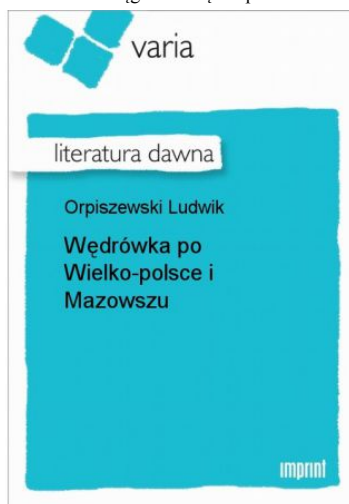 varia
literatura dawna
Orpiszewski Ludwik
Wędrówka po
Wielko-polsce i
Mazowszu
imprint